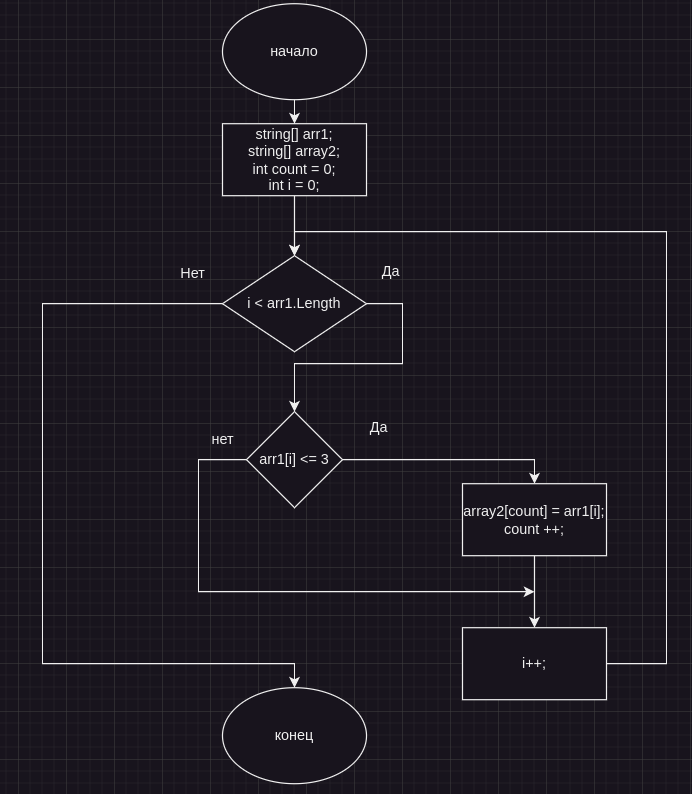 начало
string[] arr1;
string[] array2;
int count = 0;
int i = 0;
Нет
Да
i < arr1.Length
Да
нет
arr1[i] <= 3
array2[count] = arr1[i];
count ++;
i++;
конец